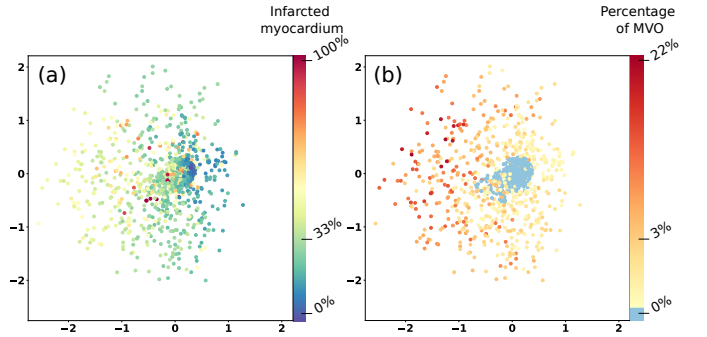 Infarcted
myocardium
Percentage
of MVO
(a)
2
1
0
−1
−2
−2 −1 0 1 2
100%
33%
0%
(b)
2
1
0
−1
−2
−2 −1 0 1 2
22%
3%
0%